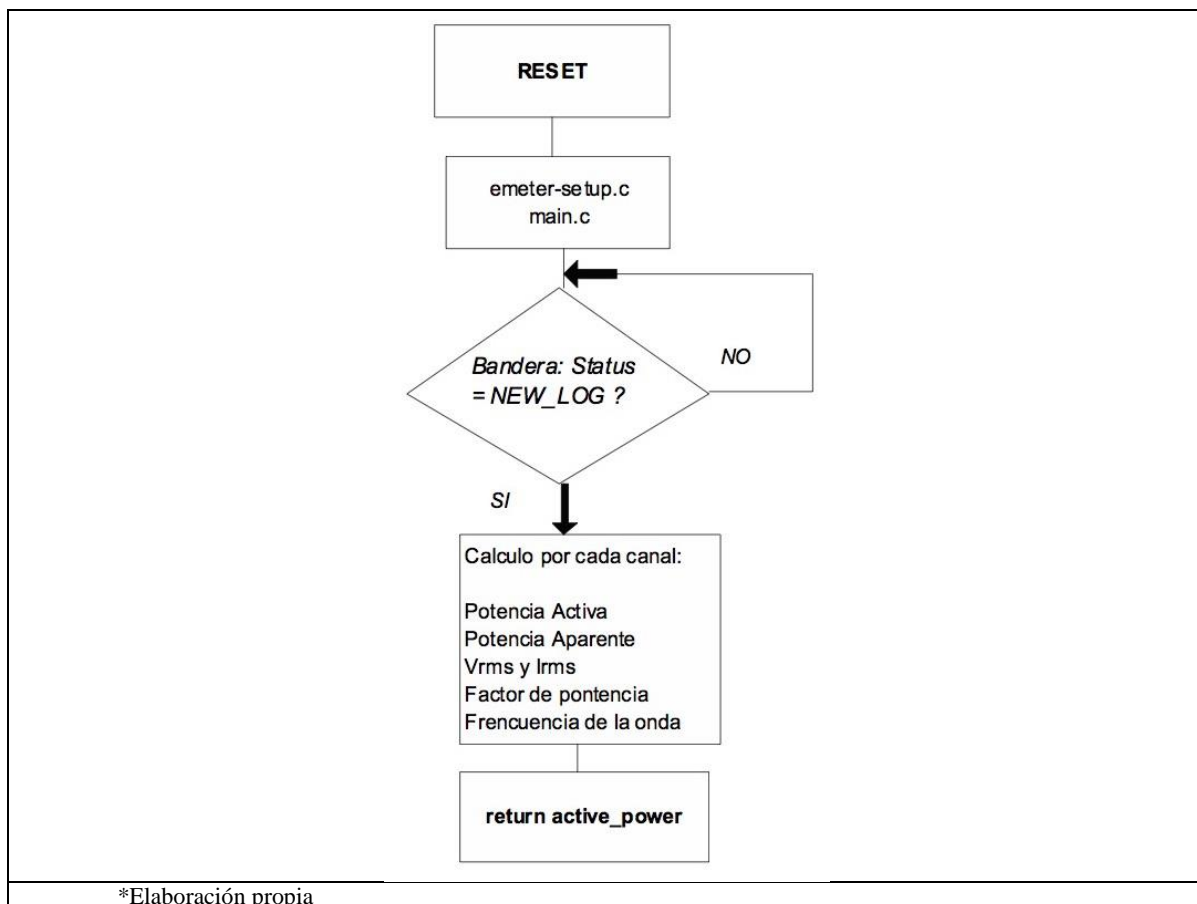 RESET
emeter-setup.c
main.c
Bandera: Status
= NEW_LOG ?
NO
SI
Calculo por cada canal:
Potencia Activa
Potencia Aparente
Vrms y Irms
Factor de pontencia
Frencuencia de la onda
return active_power
*Elaboración propia